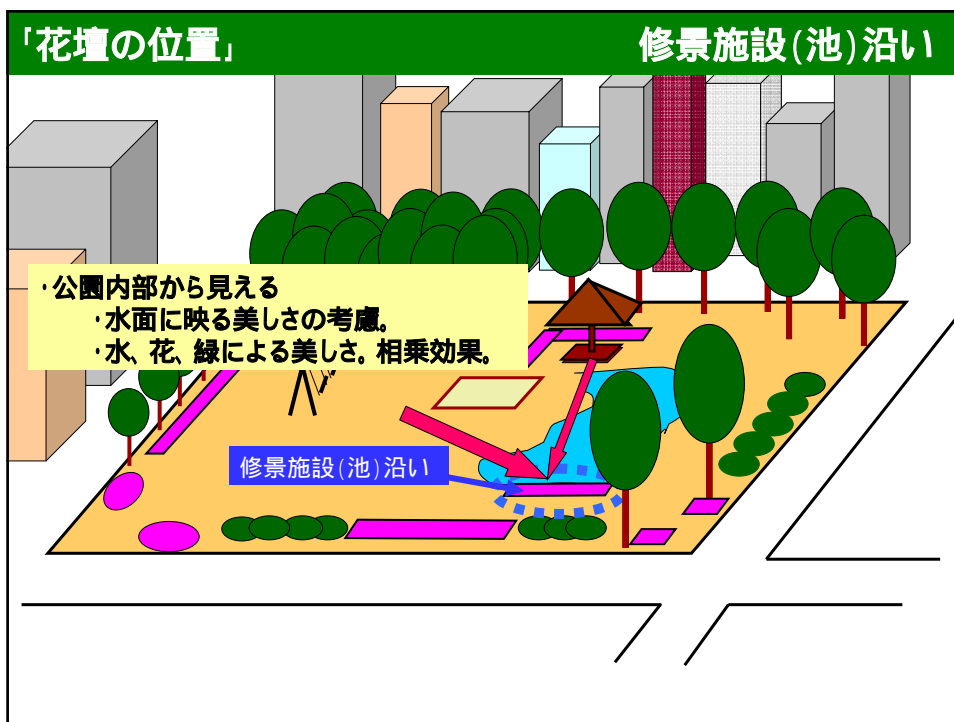 「花壇の位置」 修景施設(池)沿い
・公園内部から見える
・水面に映る美しさの考慮。
・水、花、緑による美しさ。相乗効果。
修景施設(池)沿い